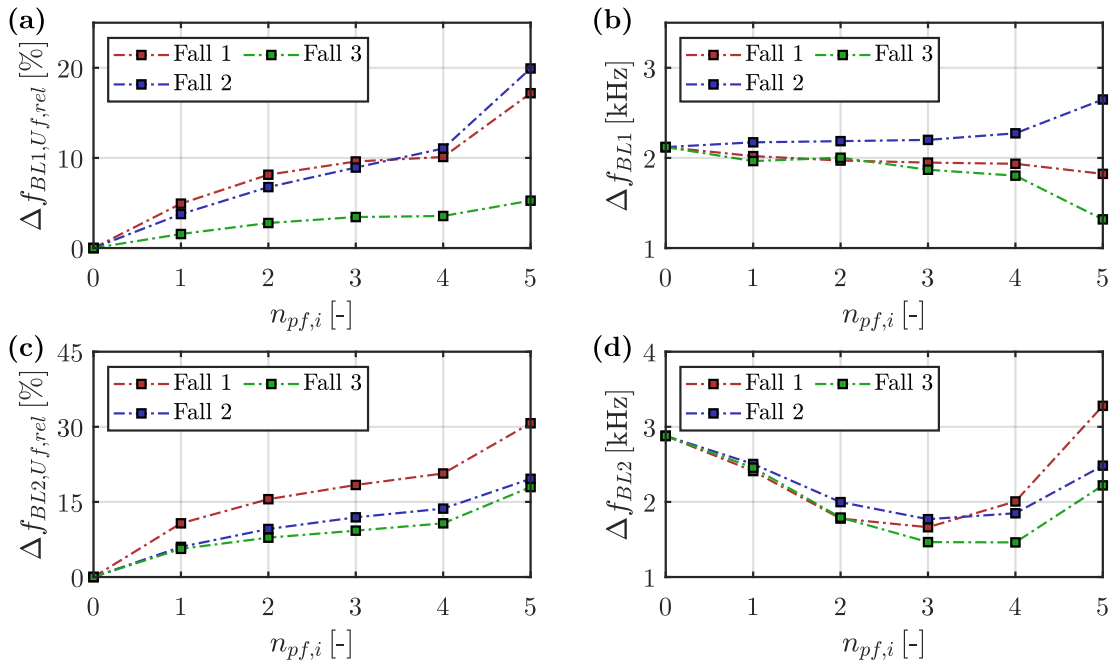 (a)
Δf_{BL1,Uf,rel} [%]
20
10
0
Fall 1 Fall 3
Fall 2
0 1 2 3 4 5
n_{pf,i} [-]
(b)
Δf_{BL1} [kHz]
3
2
1
Fall 1 Fall 3
Fall 2
0 1 2 3 4 5
n_{pf,i} [-]
(c)
Δf_{BL2,Uf,rel} [%]
45
30
15
0
Fall 1 Fall 3
Fall 2
0 1 2 3 4 5
n_{pf,i} [-]
(d)
Δf_{BL2} [kHz]
4
3
2
1
Fall 1 Fall 3
Fall 2
0 1 2 3 4 5
n_{pf,i} [-]